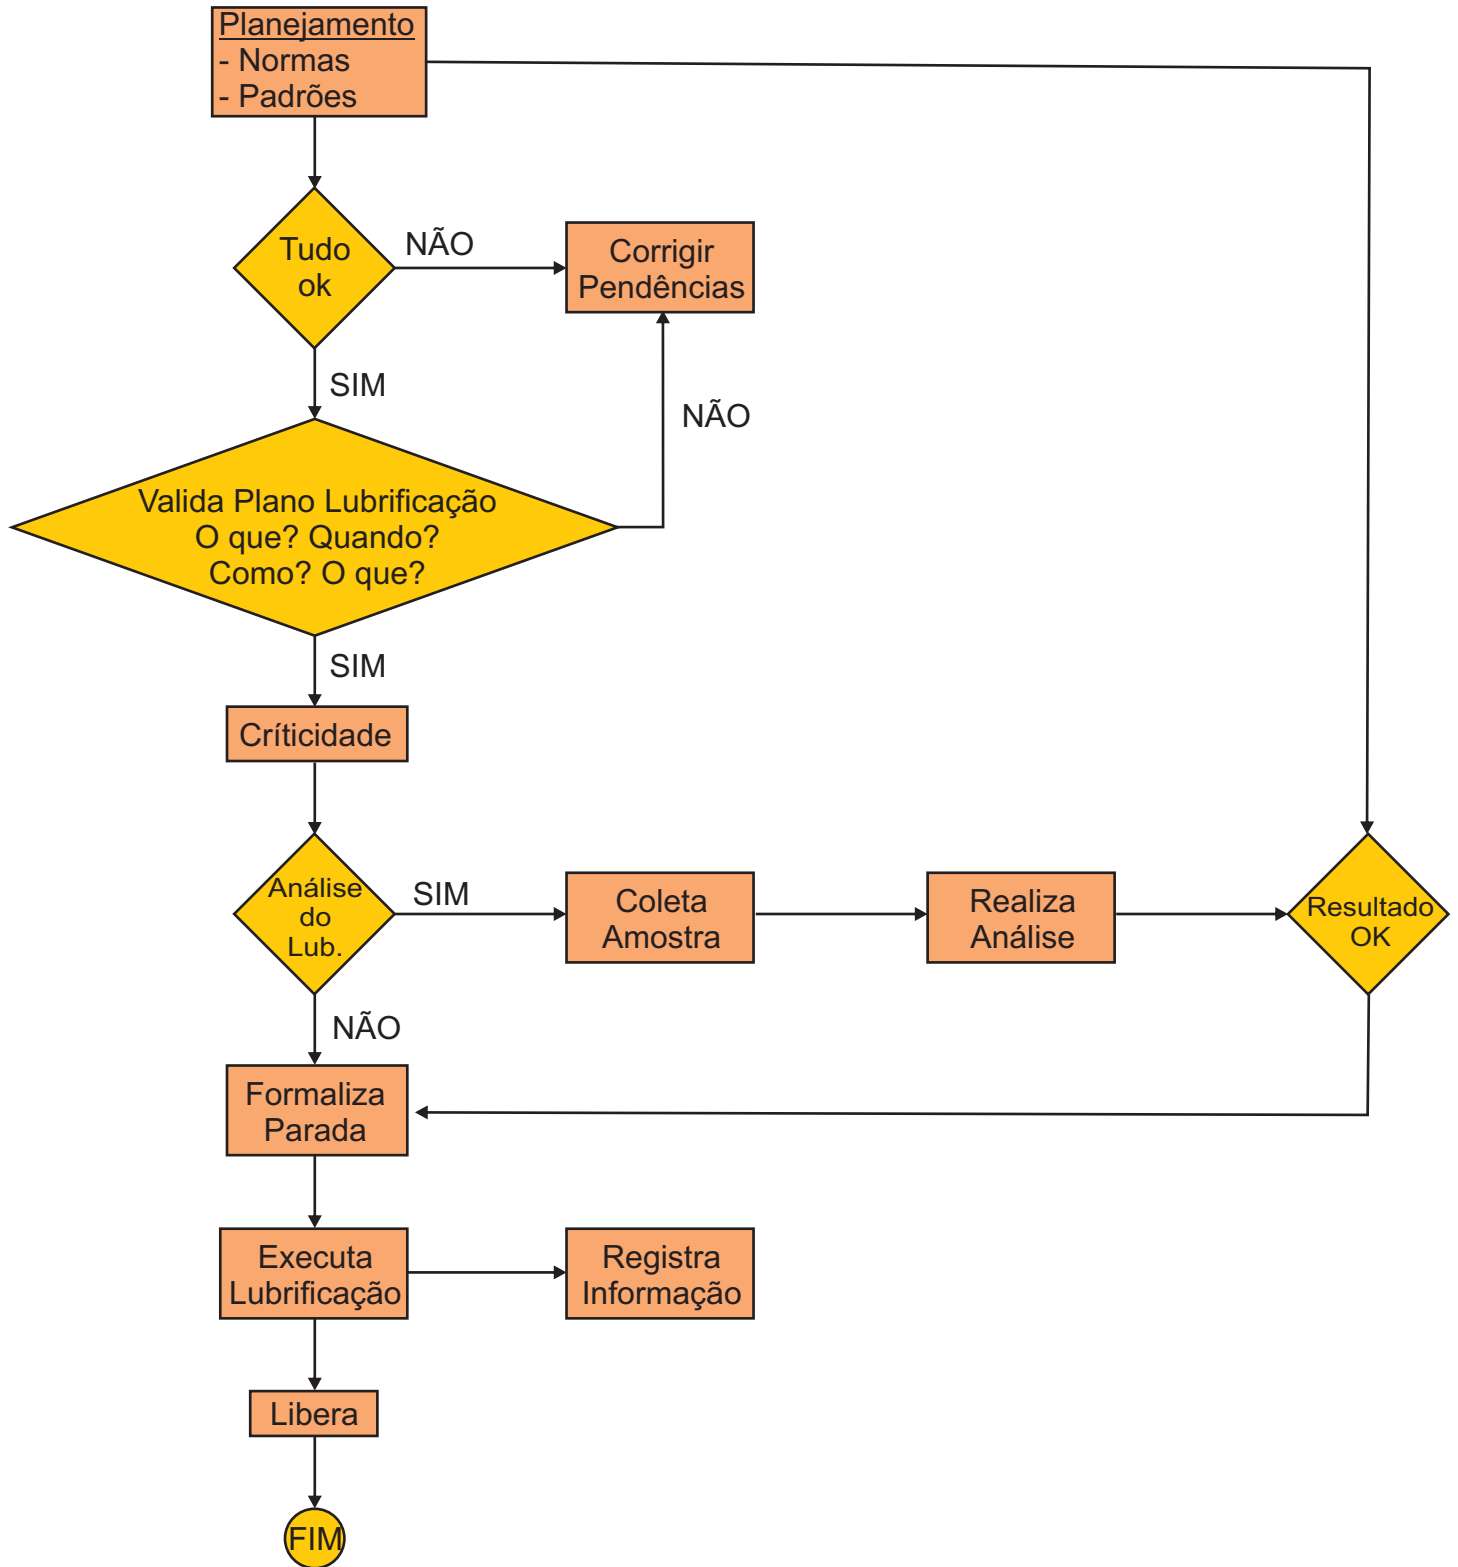 Planejamento
- Normas
- Padrões
Tudo
ok
NÃO
Corrigir
Pendências
SIM
NÃO
Valida Plano Lubrificação
O que? Quando?
Como? O que?
SIM
Críticidade
Análise
do
Lub.
SIM
Coleta
Amostra
Realiza
Análise
Resultado
OK
NÃO
Formaliza
Parada
Executa
Lubrificação
Registra
Informação
Libera
FIM